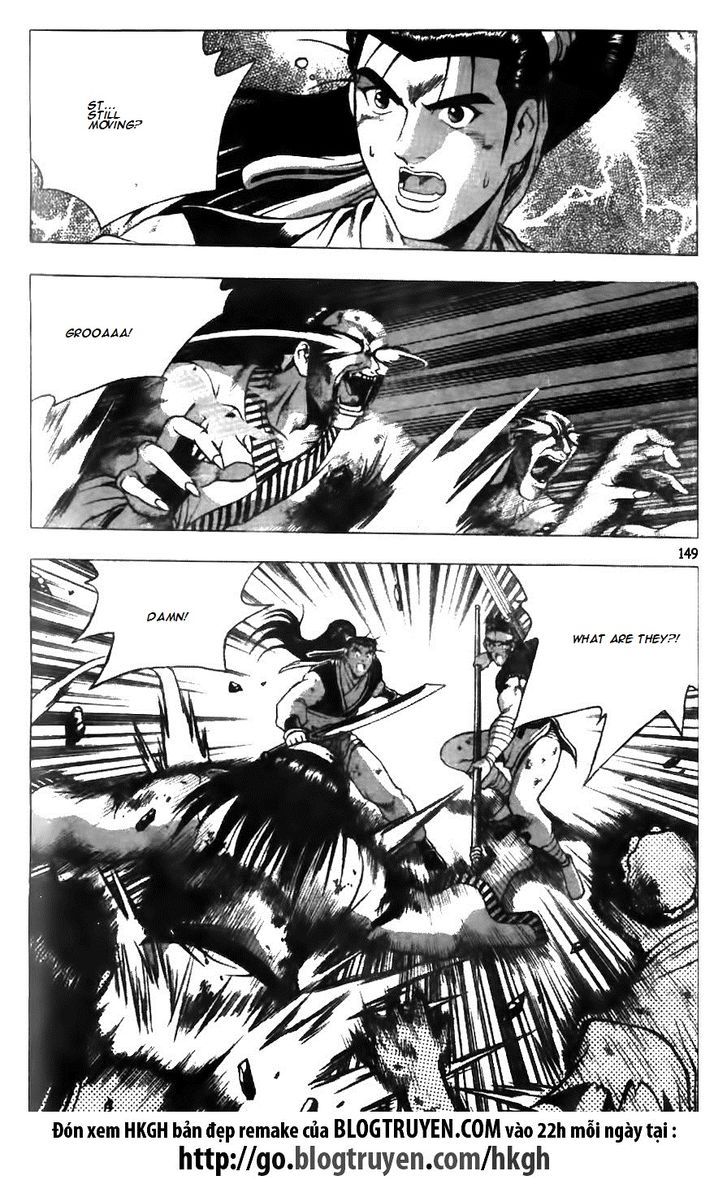 ST...
STILL
MOVING?
GROOAAA!
149
DAMN!
WHAT ARE THEY?!
Đón xem HKGH bản đẹp remake của BLOGTRUYEN.COM vào 22h mỗi ngày tại :
http://go.blogtruyen.com/hkgh